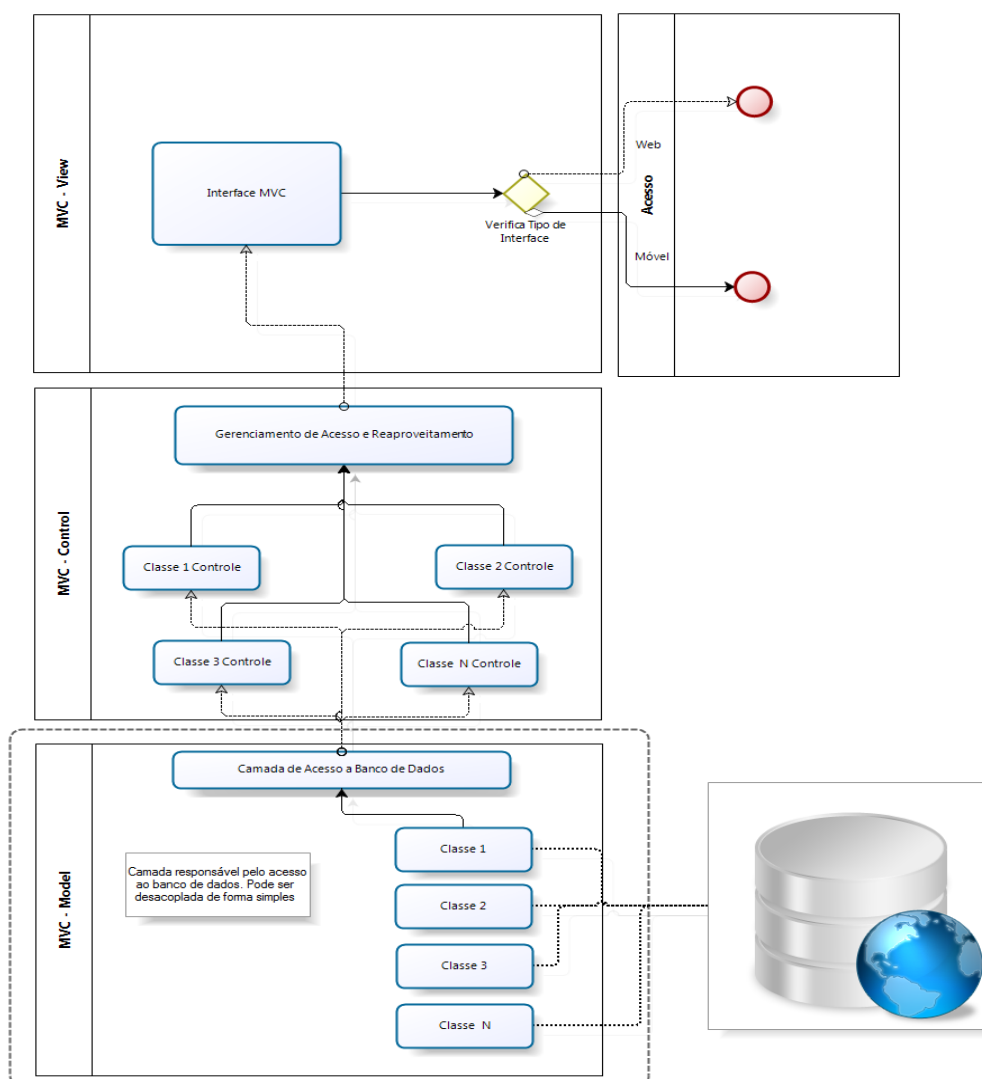 MVC - View
Interface MVC
Verifica Tipo de
Interface
Acesso
Web
Móvel
MVC - Control
Gerenciamento de Acesso e Reaproveitamento
Classe 1 Controle
Classe 2 Controle
Classe 3 Controle
Classe N Controle
MVC - Model
Camada de Acesso a Banco de Dados
Camada responsável pelo acesso
ao banco de dados. Pode ser
desacoplada de forma simples
Classe 1
Classe 2
Classe 3
Classe N